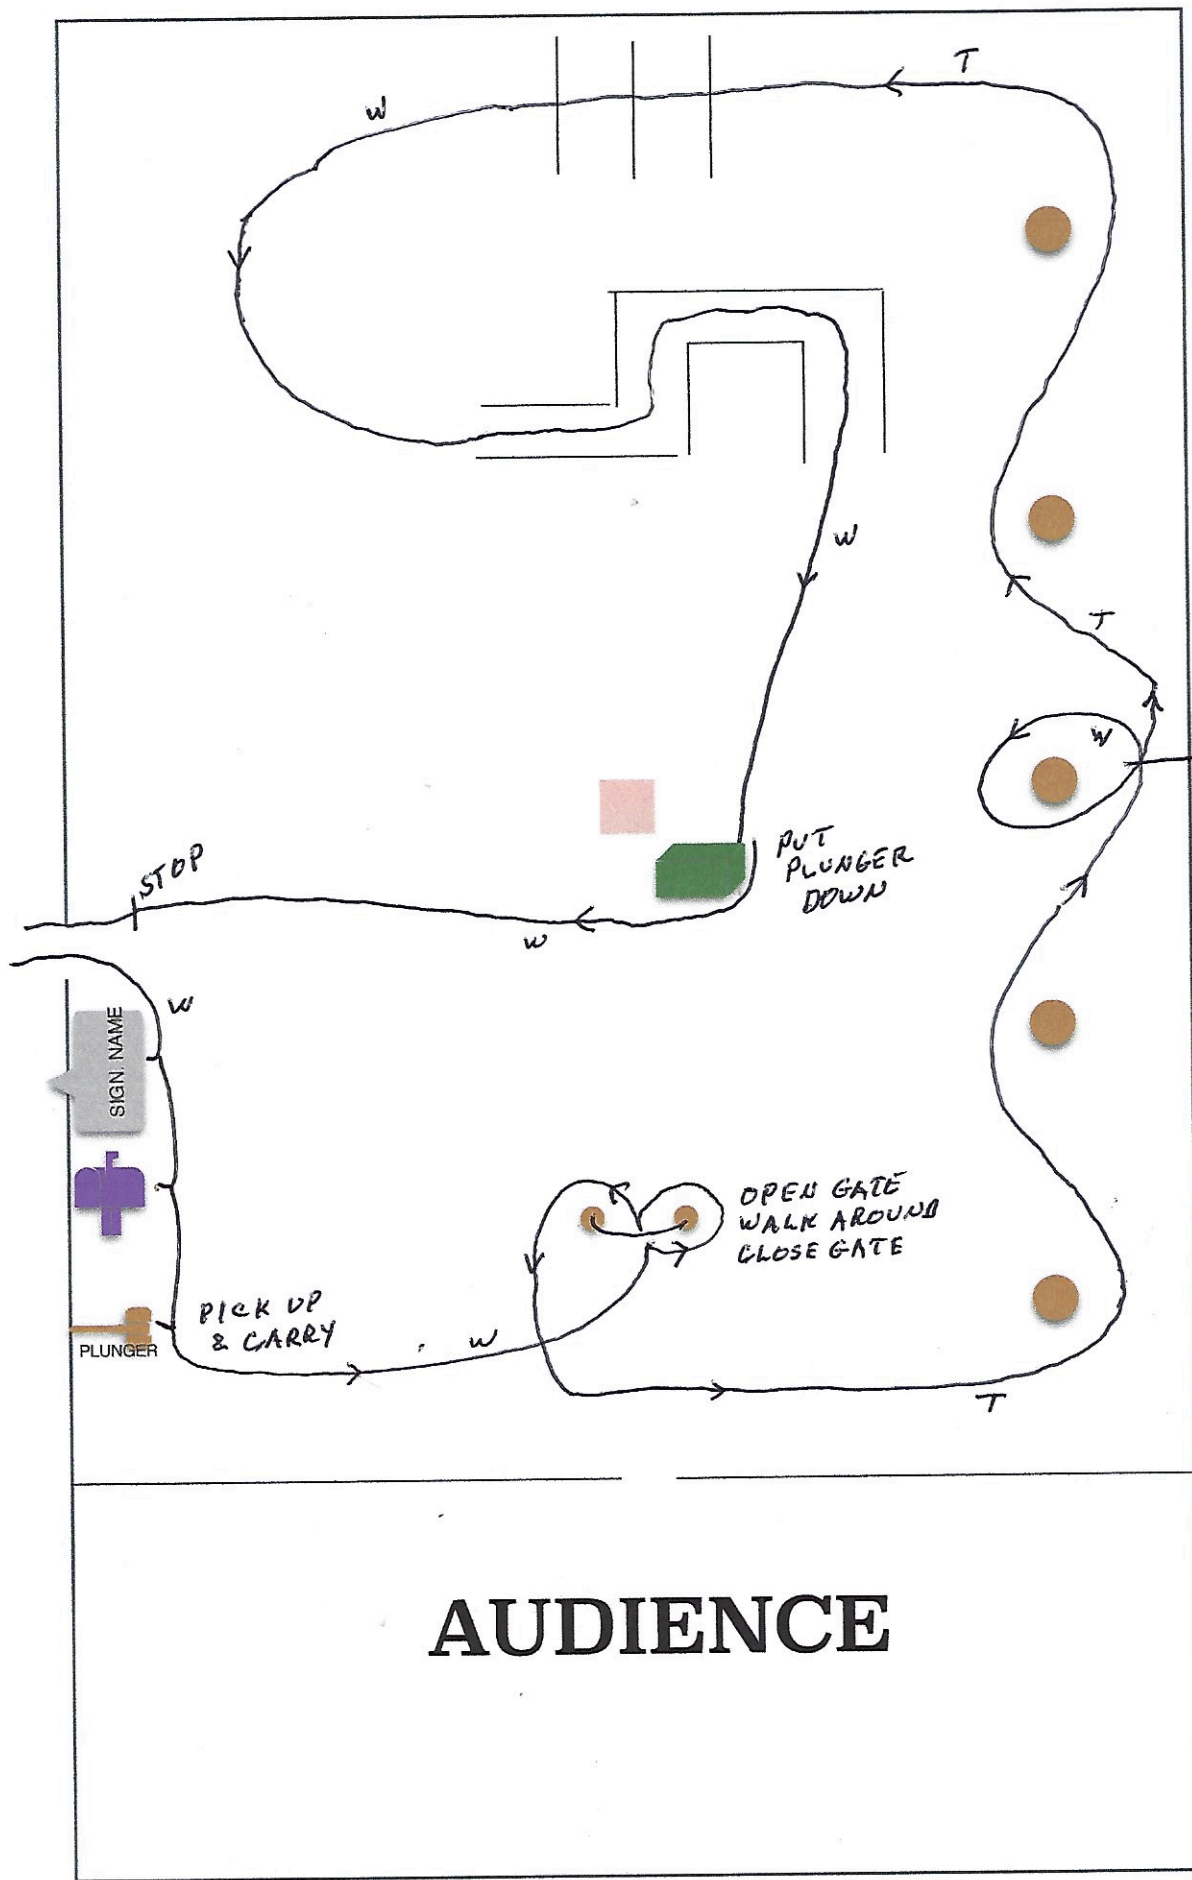 T
W
W
T
W
PUT
PLUNGER
DOWN
STOP
W
W
SIGN. NAME
OPEN GATE
WALK AROUND
CLOSE GATE
PICK UP
& CARRY
PLUNGER
W
T
AUDIENCE